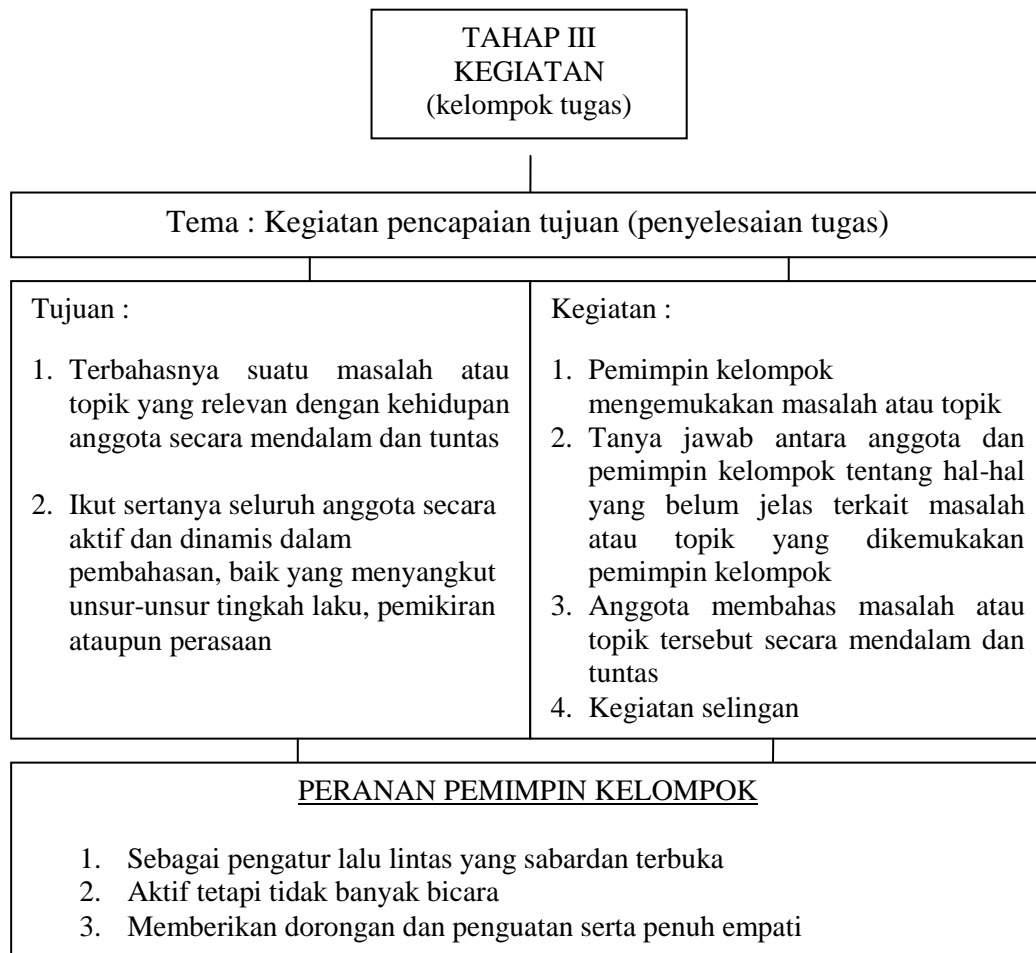 TAHAP III
KEGIATAN
(kelompok tugas)
Tema : Kegiatan pencapaian tujuan (penyelesaian tugas)
Tujuan :
1. Terbahasnya suatu masalah atau
topik yang relevan dengan kehidupan
anggota secara mendalam dan tuntas
2. Ikut sertanya seluruh anggota secara
aktif dan dinamis dalam
pembahasan, baik yang menyangkut
unsur-unsur tingkah laku, pemikiran
ataupun perasaan
Kegiatan :
1. Pemimpin kelompok
mengemukakan masalah atau topik
2. Tanya jawab antara anggota dan
pemimpin kelompok tentang hal-hal
yang belum jelas terkait masalah
atau topik yang dikemukakan
pemimpin kelompok
3. Anggota membahas masalah atau
topik tersebut secara mendalam dan
tuntas
4. Kegiatan selingan
PERANAN PEMIMPIN KELOMPOK
1. Sebagai pengatur lalu lintas yang sabardan terbuka
2. Aktif tetapi tidak banyak bicara
3. Memberikan dorongan dan penguatan serta penuh empati